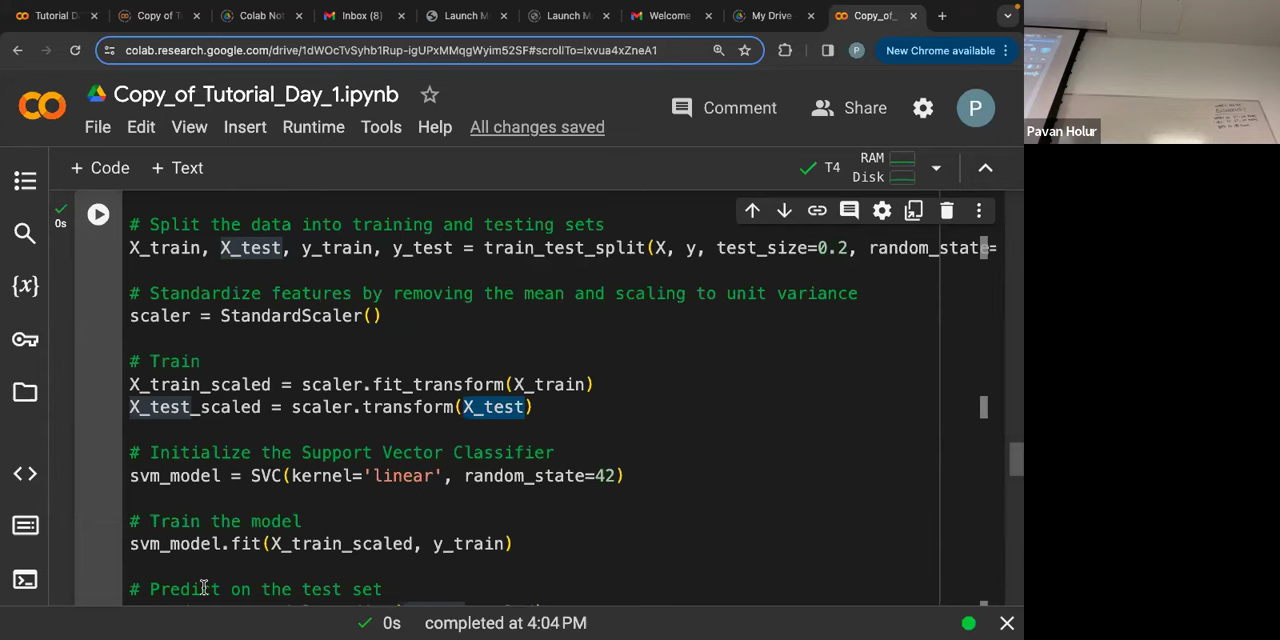 Tutorial D
Copy of T
Colab Not
Inbox (8)
Launch M
Launch M
Welcome
My Drive
Copy_of_
colab.research.google.com/drive/1dWOcTvSyhb1Rup-igUPxMMqgWyim52SF#scrollTo=Ixvua4xZneA1
P
New Chrome available
Copy_of_Tutorial_Day_1.ipynb
Comment
Share
P
File Edit View Insert Runtime Tools Help All changes saved
+ Code + Text
T4
RAM
Disk
0s
# Split the data into training and testing sets
X_train, X_test, y_train, y_test = train_test_split(X, y, test_size=0.2, random_state=
# Standardize features by removing the mean and scaling to unit variance
scaler = StandardScaler()
# Train
X_train_scaled = scaler.fit_transform(X_train)
X_test_scaled = scaler.transform(X_test)
# Initialize the Support Vector Classifier
svm_model = SVC(kernel='linear', random_state=42)
# Train the model
svm_model.fit(X_train_scaled, y_train)
# Predict on the test set
0s completed at 4:04 PM
Pavan Holur